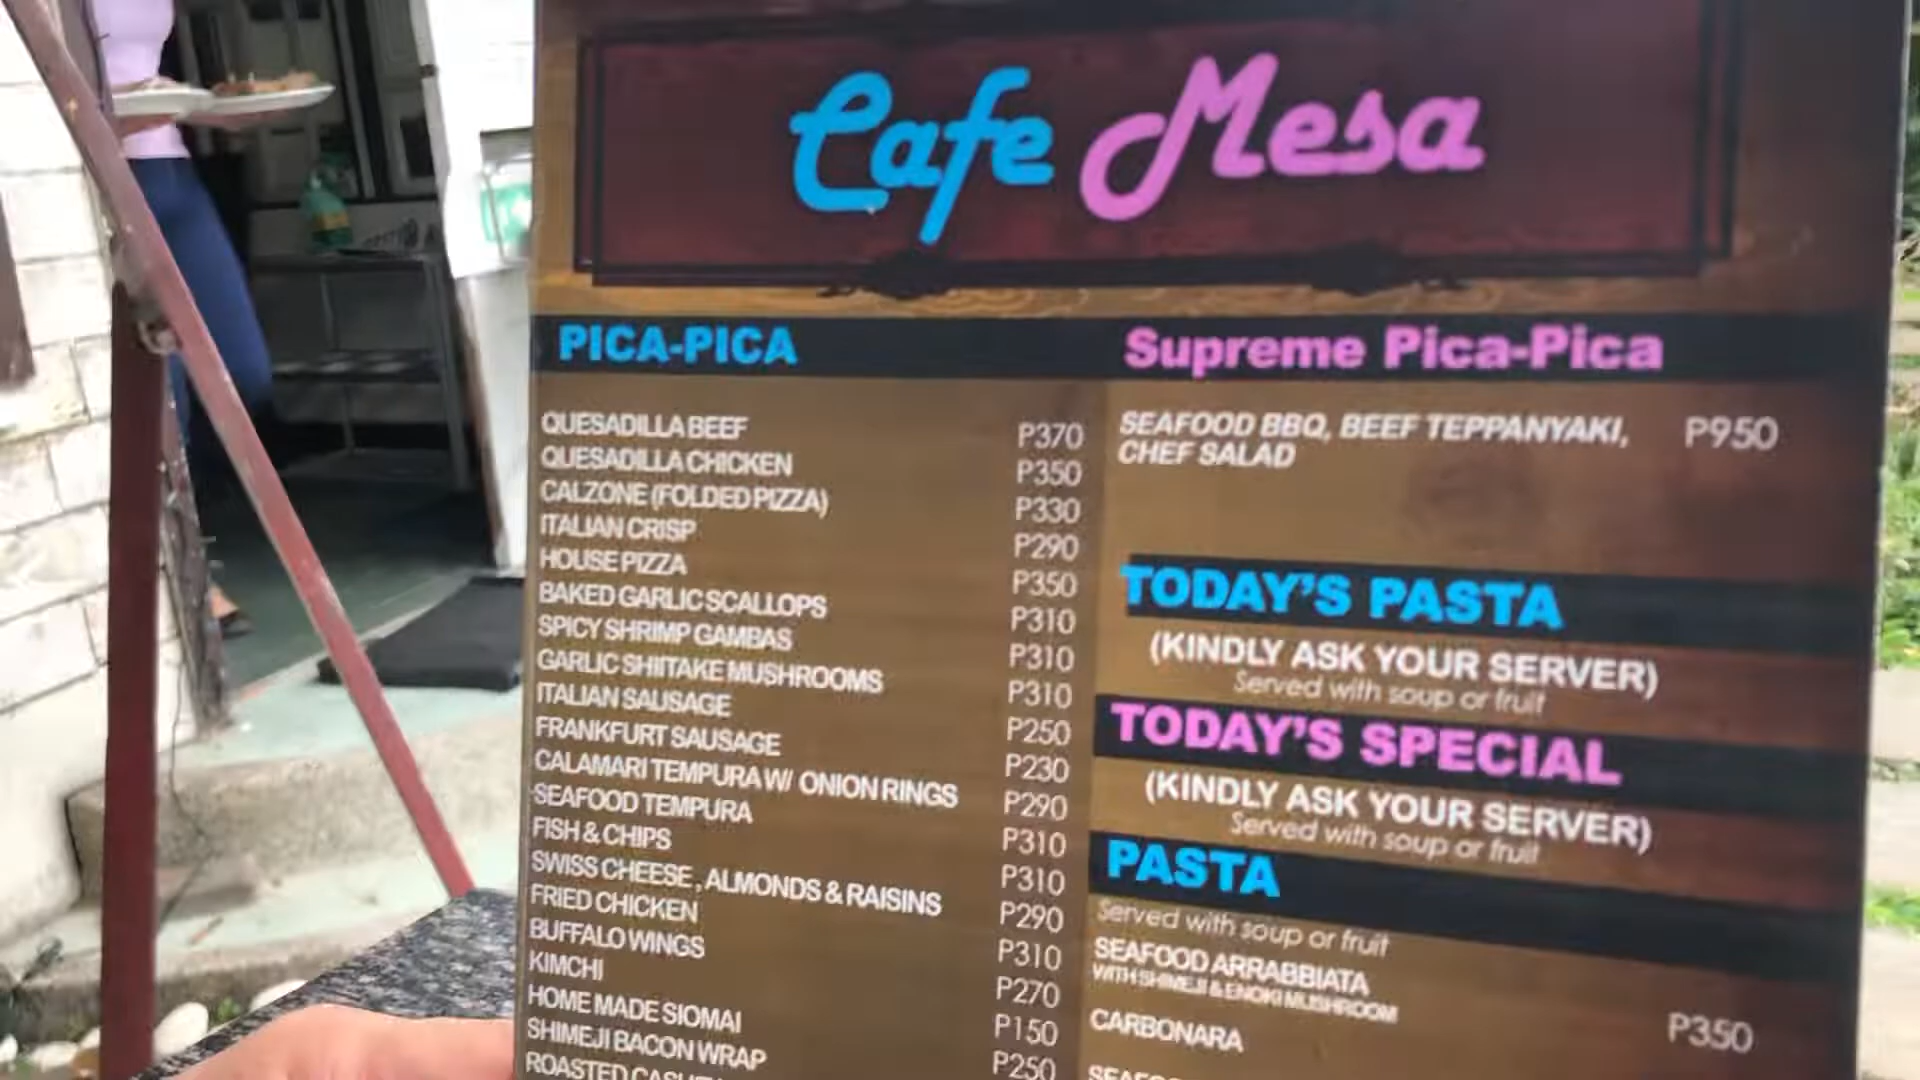 Cafe Mesa
PICA-PICA
QUESADILLA BEEF P370
QUESADILLA CHICKEN P350
CALZONE (FOLDED PIZZA) P330
ITALIAN CRISP P290
HOUSE PIZZA P350
BAKED GARLIC SCALLOPS P310
SPICY SHRIMP GAMBAS P310
GARLIC SHIITAKE MUSHROOMS P310
ITALIAN SAUSAGE P250
FRANKFURT SAUSAGE P230
CALAMARI TEMPURA W/ ONION RINGS P290
SEAFOOD TEMPURA P310
FISH & CHIPS P310
SWISS CHEESE, ALMONDS & RAISINS P290
FRIED CHICKEN P310
BUFFALO WINGS P270
KIMCHI P150
HOME MADE SIOMAI P250
SHIMEJI BACON WRAP
ROASTED
Supreme Pica-Pica
SEAFOOD BBQ, BEEF TEPPANYAKI, P950
CHEF SALAD
TODAY'S PASTA
(KINDLY ASK YOUR SERVER)
Served with soup or fruit
TODAY'S SPECIAL
(KINDLY ASK YOUR SERVER)
Served with soup or fruit
PASTA
Served with soup or fruit
SEAFOOD ARRABBIATA
WITH SHIMEJI & ENOKI MUSHROOM P350
CARBONARA